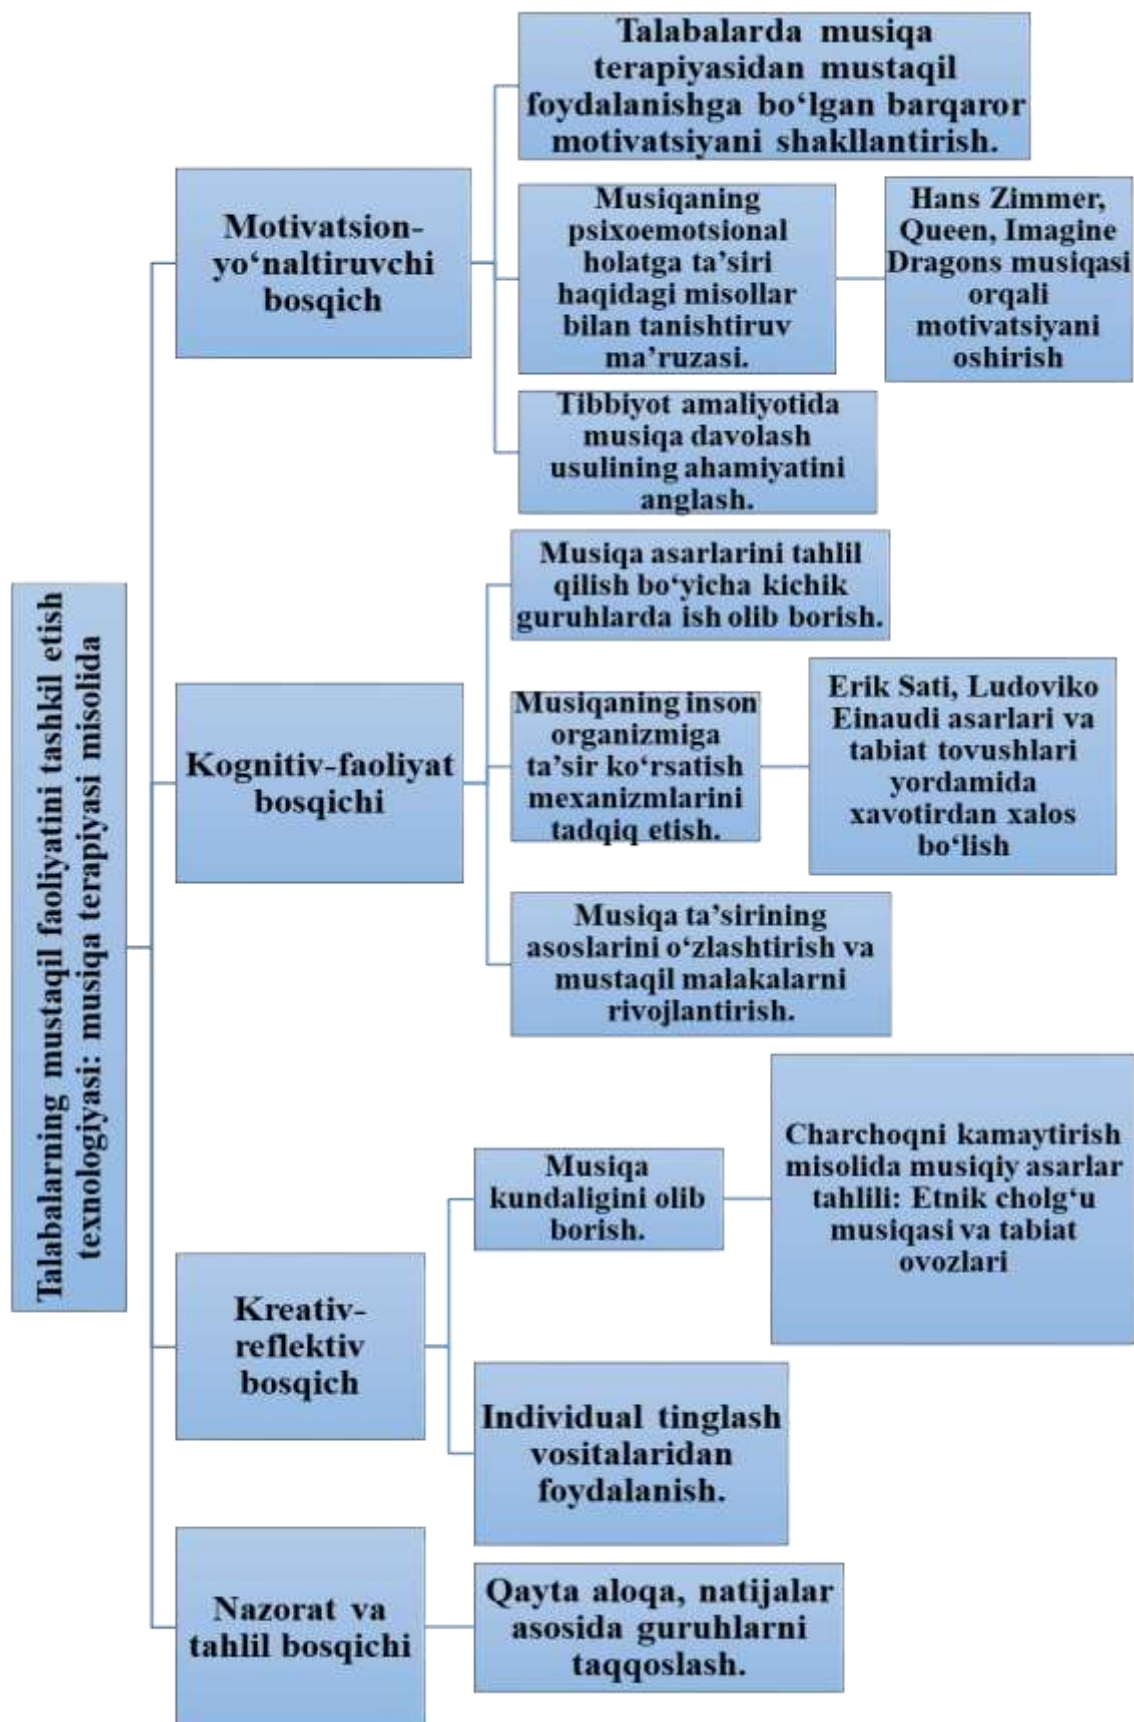 Talabalarning mustaqil faoliyatini tashkil etish
texnologiyasi: musiqa terapiyasi misolida
Motivatsion-
yo‘naltiruvchi
bosqich
Talabalarda musiqa
terapiyasidan mustaqil
foydalanishga bo‘lgan barqaror
motivatsiyani shakllantirish.
Musiqaning
psixoemotsional
holatga ta’siri
haqidagi misollar
bilan tanishtiruv
ma’ruzasi.
Hans Zimmer,
Queen, Imagine
Dragons musiqasi
orqali
motivatsiyani
oshirish
Tibbiyot amaliyotida
musiqa davolash
usulining ahamiyatini
anglash.
Kognitiv-faoliyat
bosqichi
Musiqa asarlarini tahlil
qilish bo‘yicha kichik
guruhlarda ish olib borish.
Musiqaning inson
organizmiga
ta’sir ko‘rsatish
mexanizmlarini
tadqiq etish.
Erik Sati, Ludoviko
Einaudi asarlari va
tabiat tovushlari
yordamida
xavotirdan xalos
bo‘lish
Musiqa ta’sirining
asoslarini o‘zlashtirish va
mustaqil malakalarni
rivojlantirish.
Kreativ-
reflektiv
bosqich
Musiqa
kundaligini olib
borish.
Charchoqni kamaytirish
misolida musiqiy asarlar
tahlili: Etnik cholg‘u
musiqasi va tabiat
ovozlari
Individual tinglash
vositalaridan
foydalanish.
Nazorat va
tahlil bosqichi
Qayta aloqa, natijalar
asosida guruhlarni
taqqoslash.